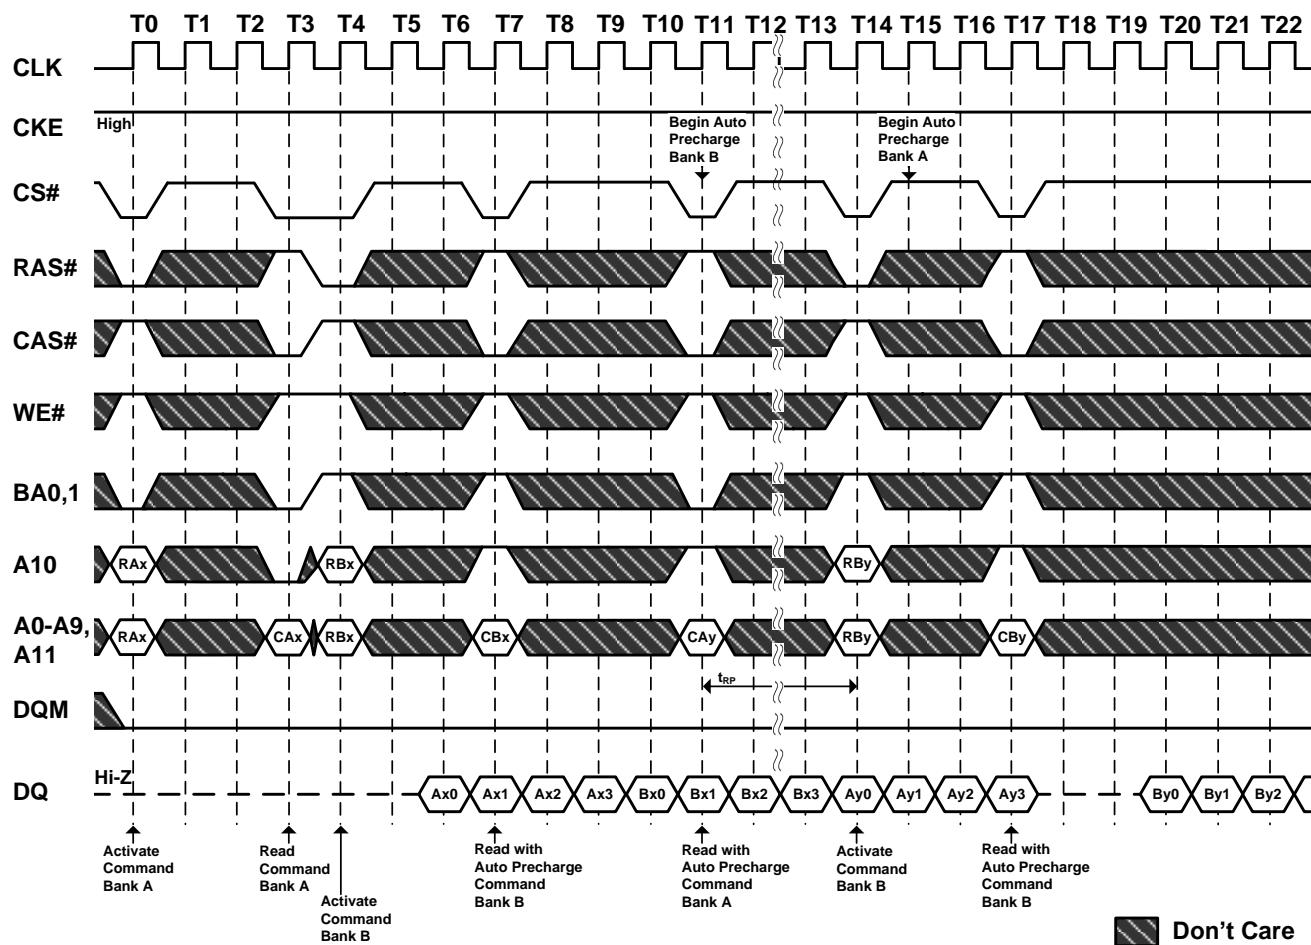 T0 T1 T2 T3 T4 T5 T6 T7 T8 T9 T10 T11 T12 T13 T14 T15 T16 T17 T18 T19 T20 T21 T22
CLK
CKE
High
Begin Auto
Precharge
Bank B
Begin Auto
Precharge
Bank A
CS#
RAS#
CAS#
WE#
BA0,1
A10
RAx RBx RBy
A0-A9,
A11
RAx CAx RBx CBx CAy RBy CBy
tRP
DQM
Hi-Z
DQ
Ax0 Ax1 Ax2 Ax3 Bx0 Bx1 Bx2 Bx3 Ay0 Ay1 Ay2 Ay3 By0 By1 By2
Activate
Command
Bank A
Read
Command
Bank A
Activate
Command
Bank B
Read with
Auto Precharge
Command
Bank B
Read with
Auto Precharge
Command
Bank A
Activate
Command
Bank B
Read with
Auto Precharge
Command
Bank B
Don't Care